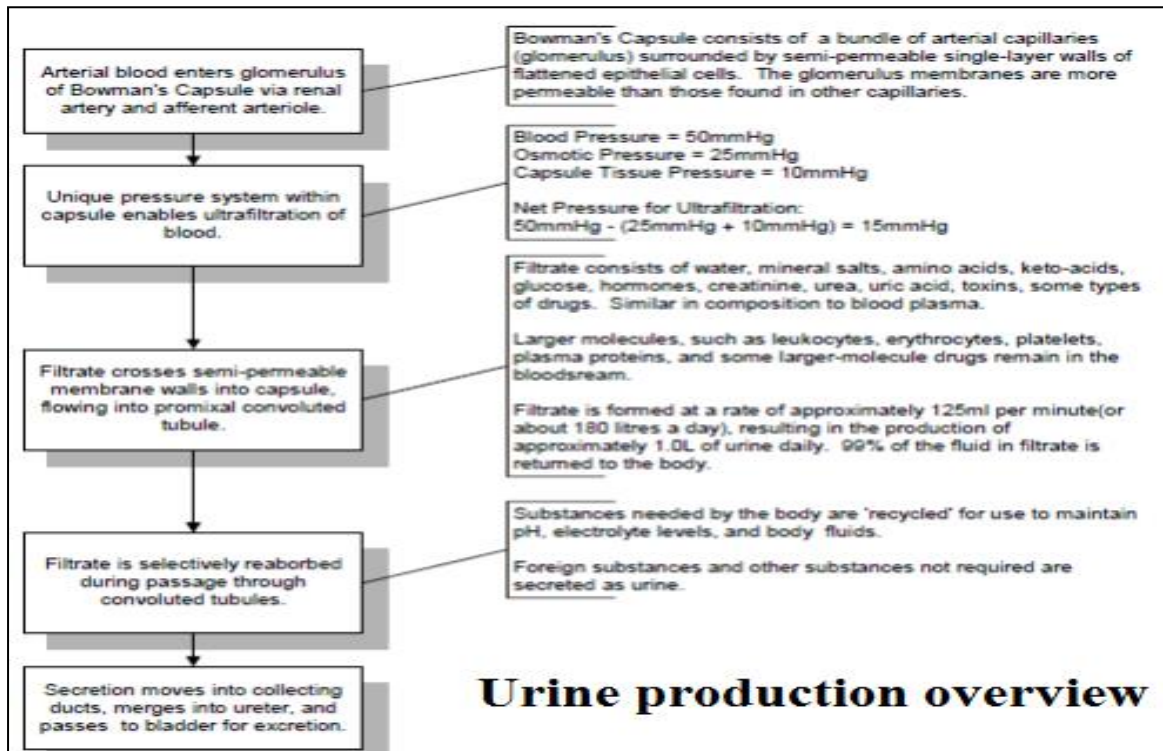 Arterial blood enters glomerulus
of Bowman's Capsule via renal
artery and afferent arteriole.
Bowman's Capsule consists of a bundle of arterial capillaries
(glomerulus) surrounded by semi-permeable single-layer walls of
flattened epithelial cells. The glomerulus membranes are more
permeable than those found in other capillaries.
Unique pressure system within
capsule enables ultrafiltration of
blood.
Blood Pressure = 50mmHg
Osmotic Pressure = 25mmHg
Capsule Tissue Pressure = 10mmHg
Net Pressure for Ultrafiltration:
50mmHg - (25mmHg + 10mmHg) = 15mmHg
Filtrate crosses semi-permeable
membrane walls into capsule,
flowing into promixal convoluted
tubule.
Filtrate consists of water, mineral salts, amino acids, keto-acids,
glucose, hormones, creatinine, urea, uric acid, toxins, some types
of drugs. Similar in composition to blood plasma.
Larger molecules, such as leukocytes, erythrocytes, platelets,
plasma proteins, and some larger-molecule drugs remain in the
bloodsream.
Filtrate is formed at a rate of approximately 125ml per minute(or
about 180 litres a day), resulting in the production of
approximately 1.0L of urine daily. 99% of the fluid in filtrate is
returned to the body.
Filtrate is selectively reaborbed
during passage through
convoluted tubules.
Substances needed by the body are 'recycled' for use to maintain
pH, electrolyte levels, and body fluids.
Foreign substances and other substances not required are
secreted as urine.
Secretion moves into collecting
ducts, merges into ureter, and
passes to bladder for excretion.
Urine production overview